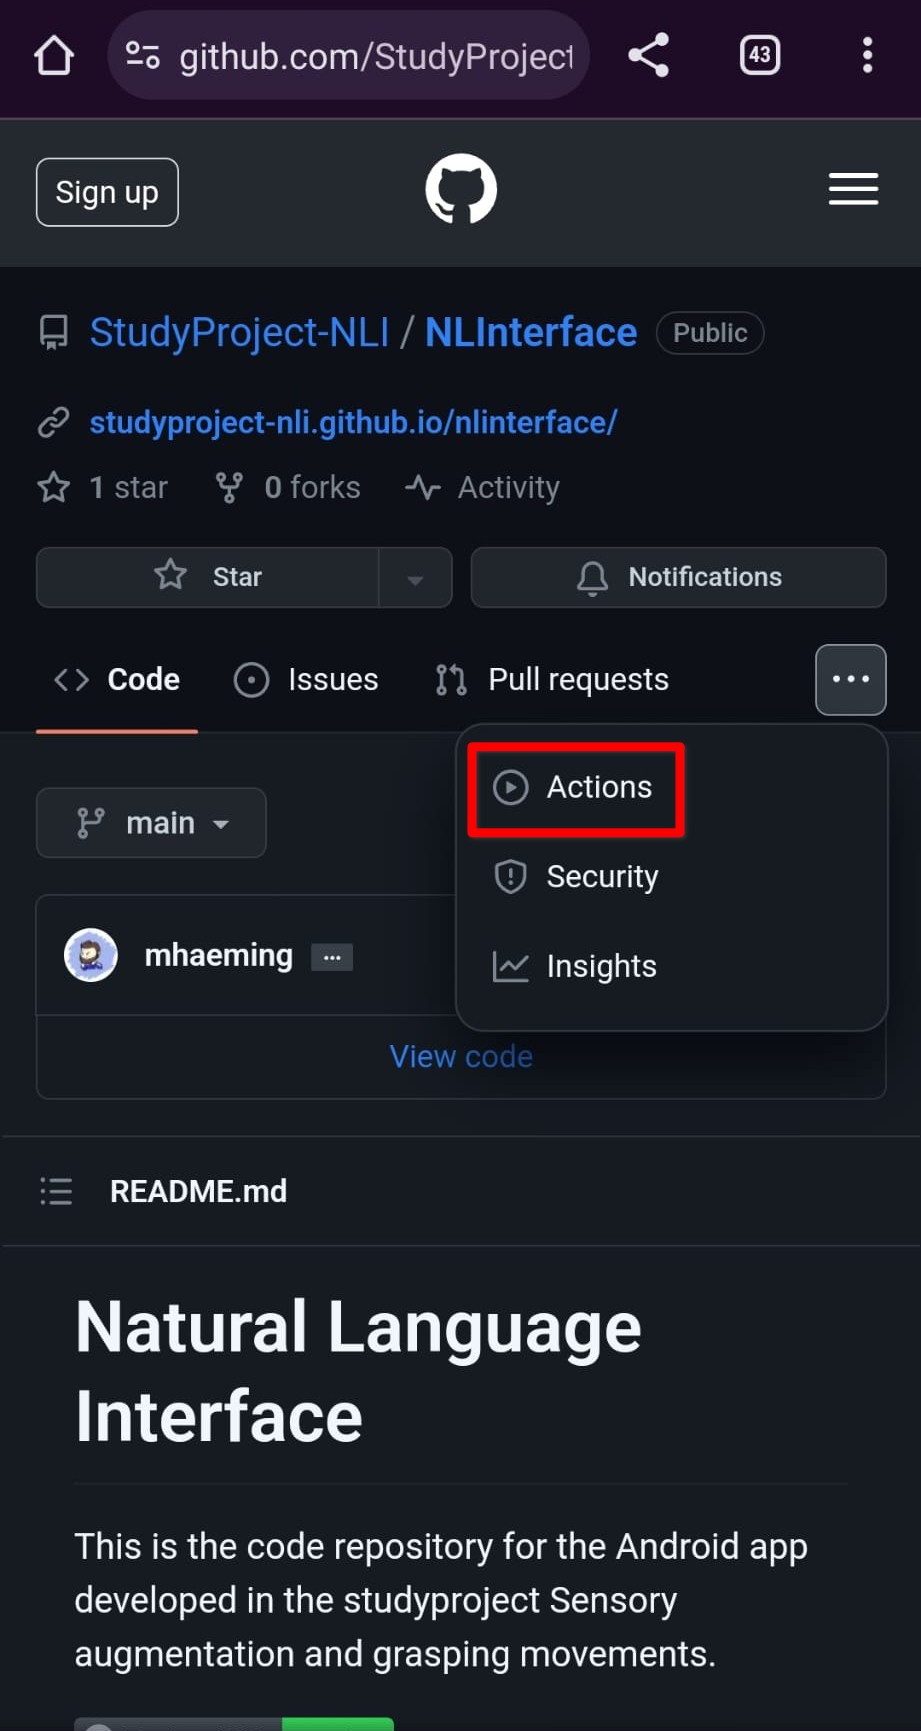 github.com/StudyProject
43
Sign up
StudyProject-NLI / NLInterface Public
studyproject-nli.github.io/nlinterface/
1 star 0 forks Activity
Star Notifications
Code Issues Pull requests ...
Actions
main
Security
mhaeming ...
Insights
View code
README.md
Natural Language
Interface
This is the code repository for the Android app
developed in the studyproject Sensory
augmentation and grasping movements.